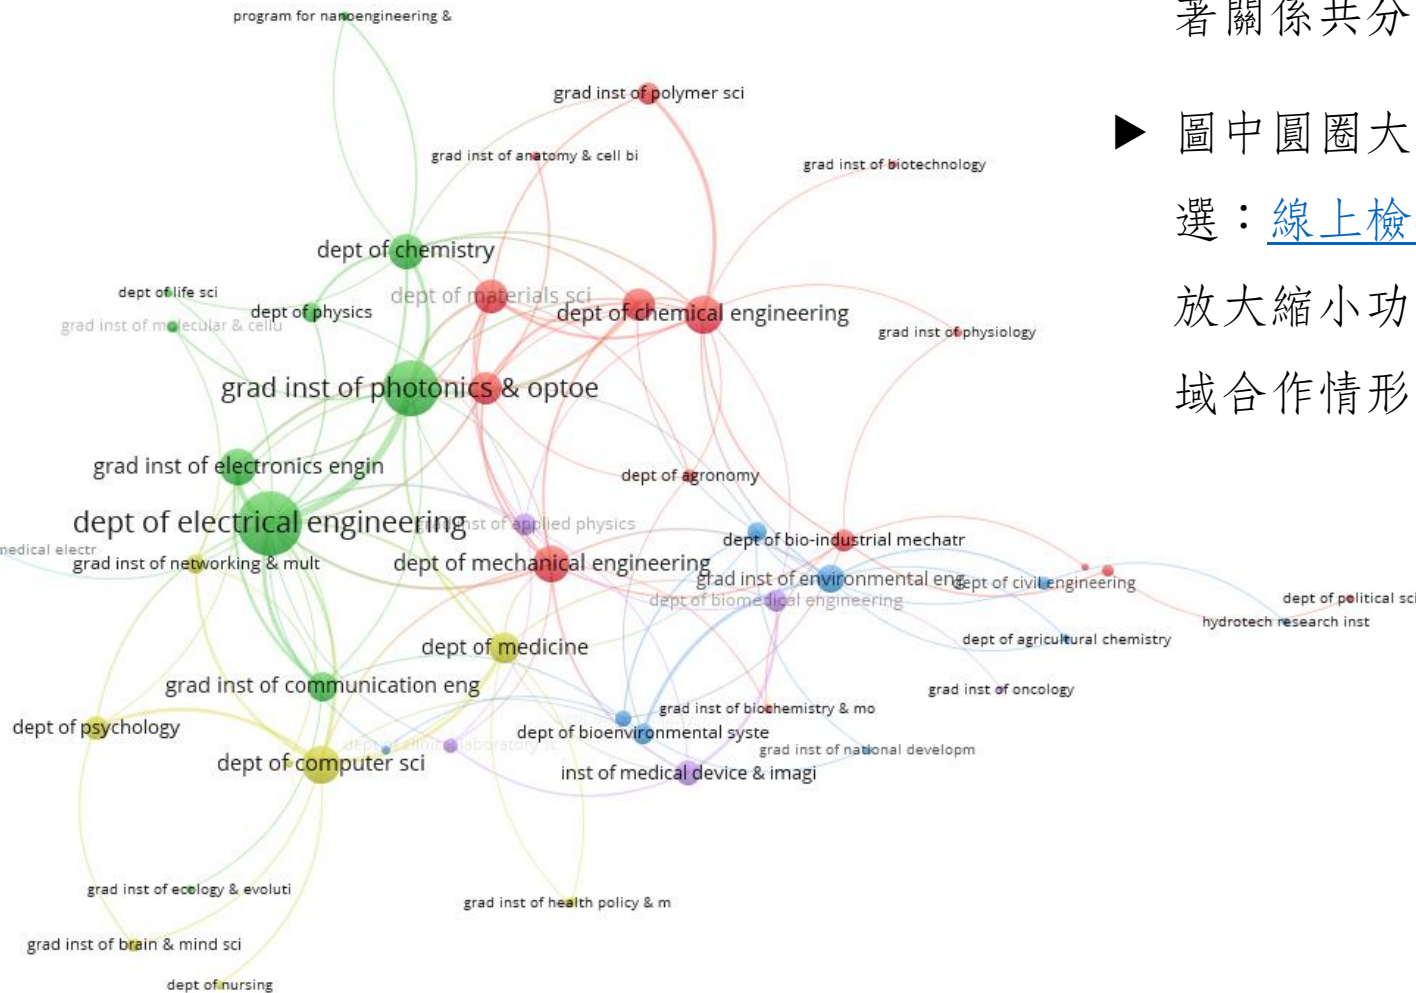 program for nanoengineering &
grad inst of polymer sci
grad inst of anatomy & cell bi
grad inst of biotechnology
dept of chemistry
dept of life sci
dept of materials sci
dept of physics
dept of chemical engineering
grad inst of molecular & cellu
grad inst of physiology
grad inst of photonics & optoe
grad inst of electronics engin
dept of agronomy
dept of electrical engineering
grad inst of applied physics
dept of bio-industrial mechatr
medical electr
grad inst of networking & mult
dept of mechanical engineering
grad inst of environmental eng
dept of civil engineering
dept of biomedical engineering
dept of political sci
hydrotech research inst
dept of agricultural chemistry
dept of medicine
grad inst of communication eng
grad inst of oncology
grad inst of biochemistry & mo
dept of psychology
dept of bioenvironmental syste
dept of clinical laboratory sc
grad inst of national developm
dept of computer sci
inst of medical device & imagi
grad inst of ecology & evoluti
grad inst of health policy & m
grad inst of brain & mind sci
dept of nursing
著關係共分
▶ 圖中圓圈大
選：線上檢
放大縮小功
域合作情形